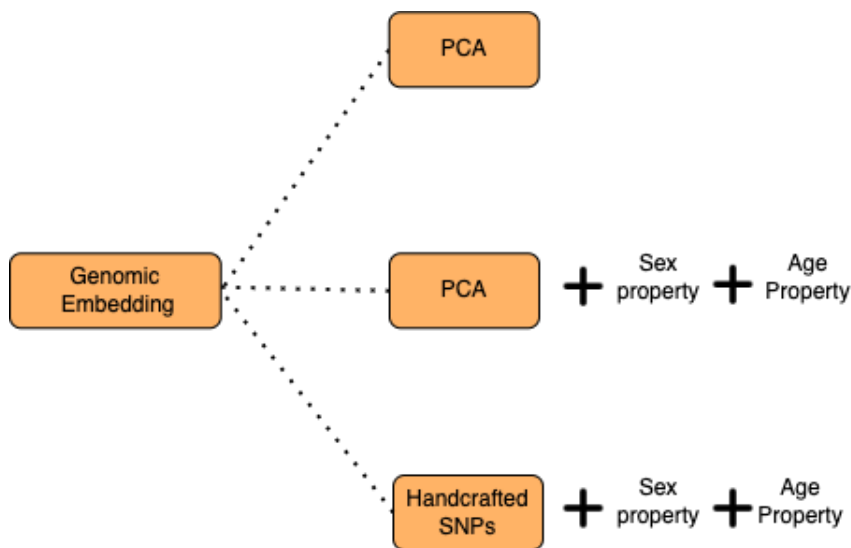 PCA
Genomic
Embedding
PCA
+
Sex
property
+
Age
Property
Handcrafted
SNPs
+
Sex
property
+
Age
Property